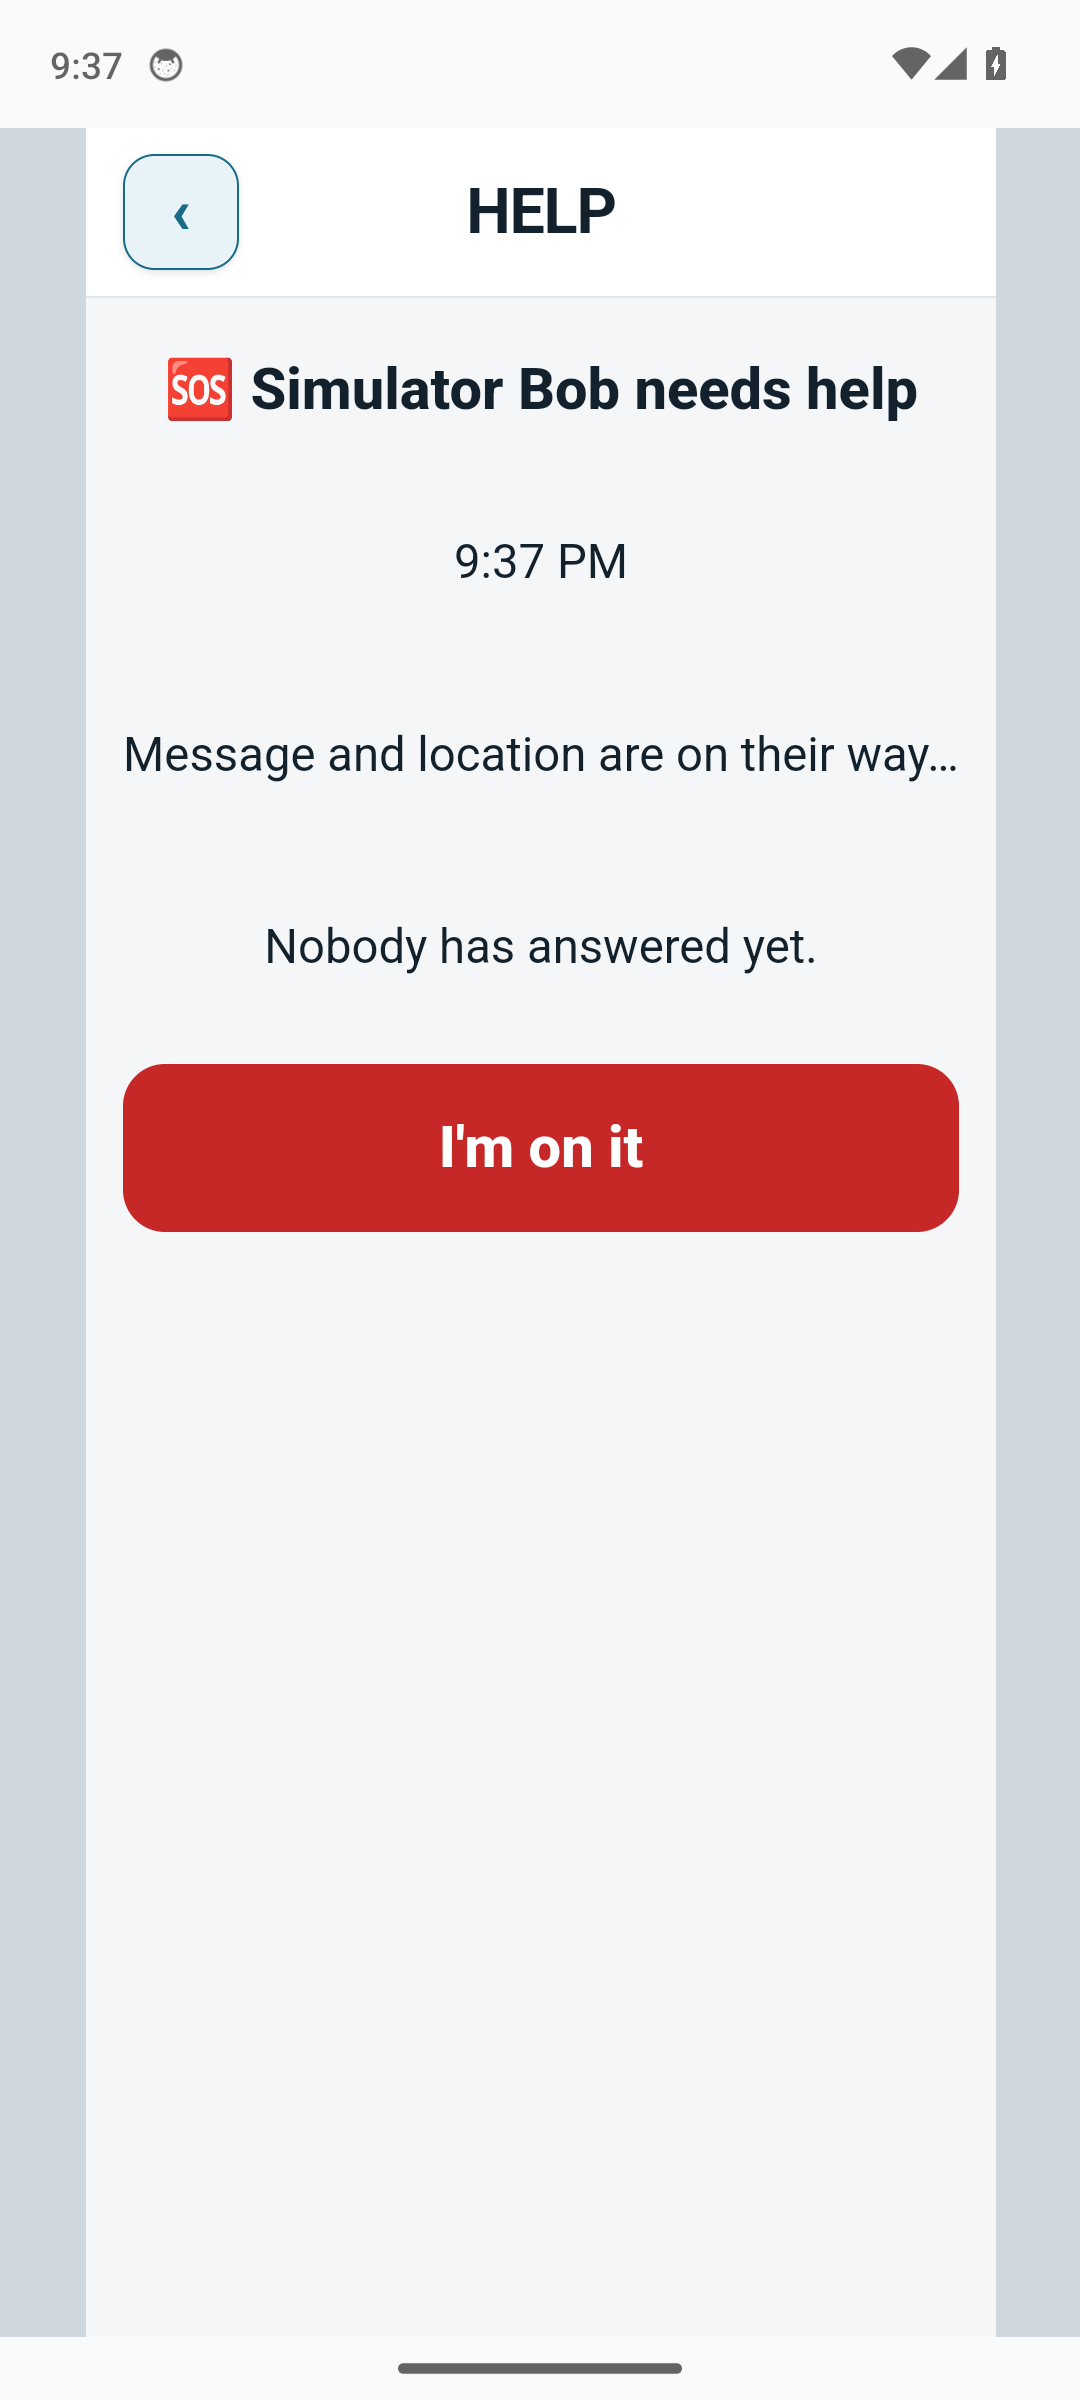 9:37
‹
HELP
🆘 Simulator Bob needs help
9:37 PM
Message and location are on their way…
Nobody has answered yet.
I'm on it